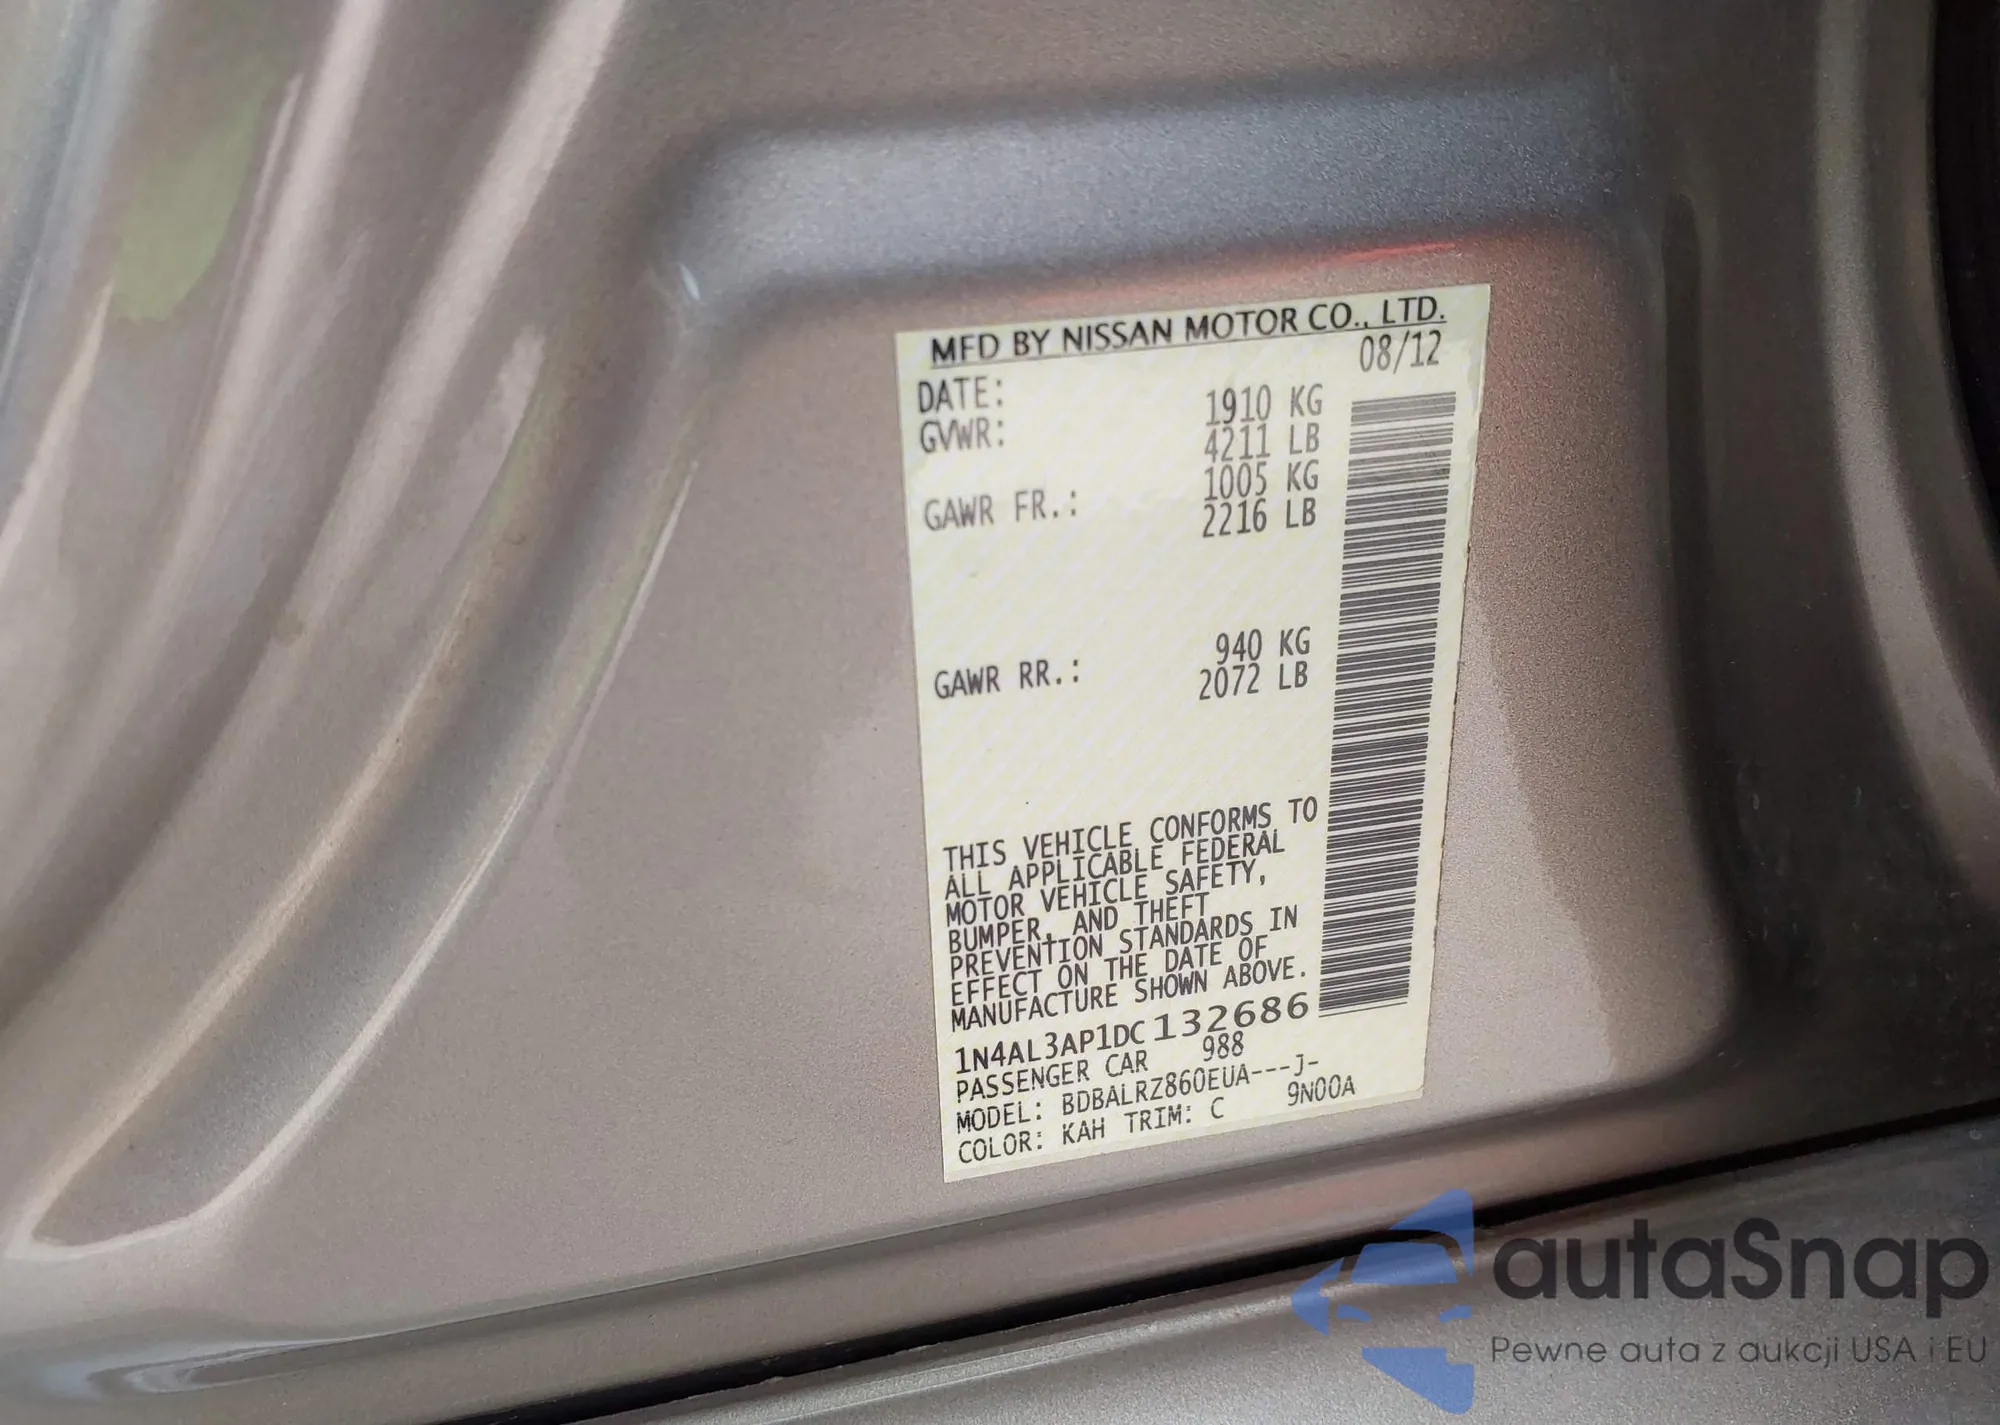 MFD BY NISSAN MOTOR CO., LTD.
DATE: 08/12
GVWR: 1910 KG
4211 LB
GAWR FR.: 1005 KG
2216 LB
GAWR RR.: 940 KG
2072 LB
THIS VEHICLE CONFORMS TO
ALL APPLICABLE FEDERAL
MOTOR VEHICLE SAFETY,
BUMPER, AND THEFT
PREVENTION STANDARDS IN
EFFECT ON THE DATE OF
MANUFACTURE SHOWN ABOVE.
1N4AL3AP1DC132686
PASSENGER CAR 988
MODEL: BDBALRZ860EUA---J-
COLOR: KAH TRIM: C 9N00A
autaSnap
Pewne auta z aukcji USA i EU